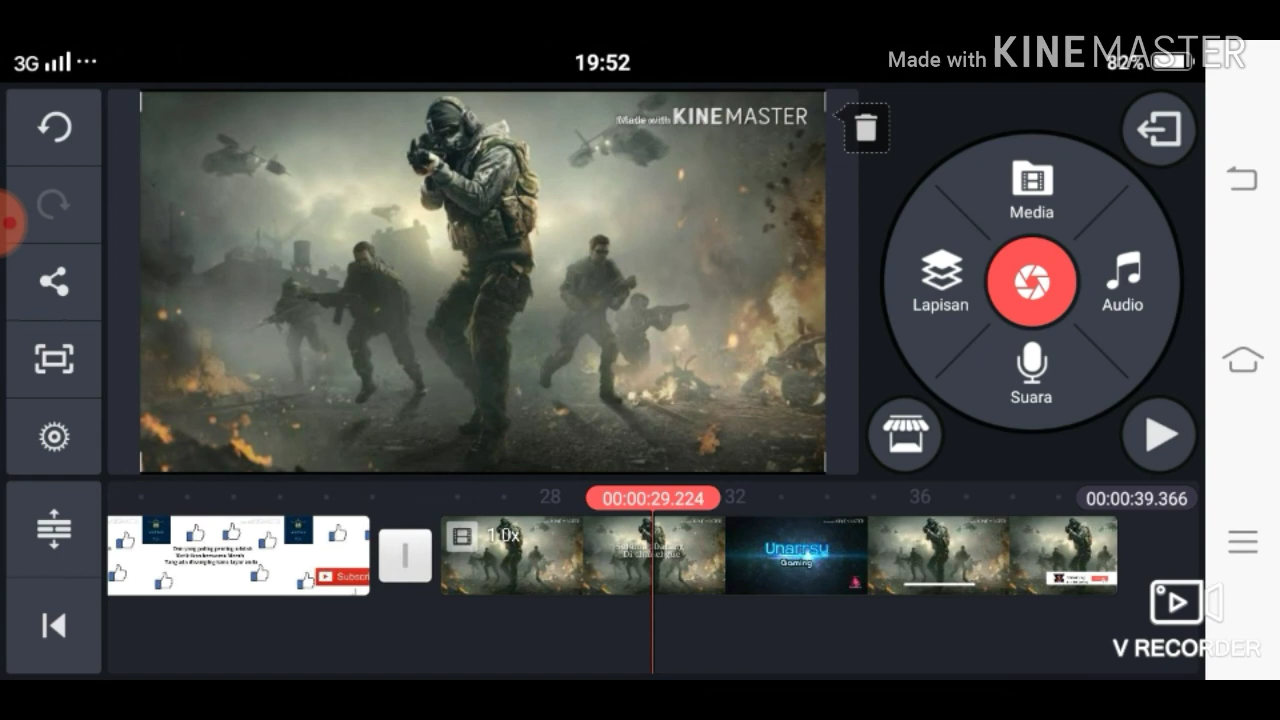 3G
19:52
Made with KINEMASTER
82%
Made with KINEMASTER
Media
Lapisan
Audio
Suara
28
00:00:29.224
32
36
00:00:39.366
1.0x
Subscri
Unarrsy
Gaming
V RECORDER